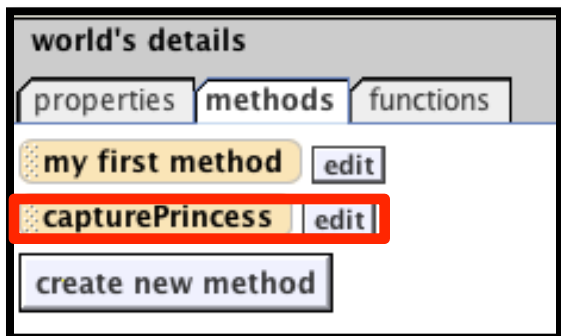 world's details
properties methods functions
my first method edit
capturePrincess edit
create new method